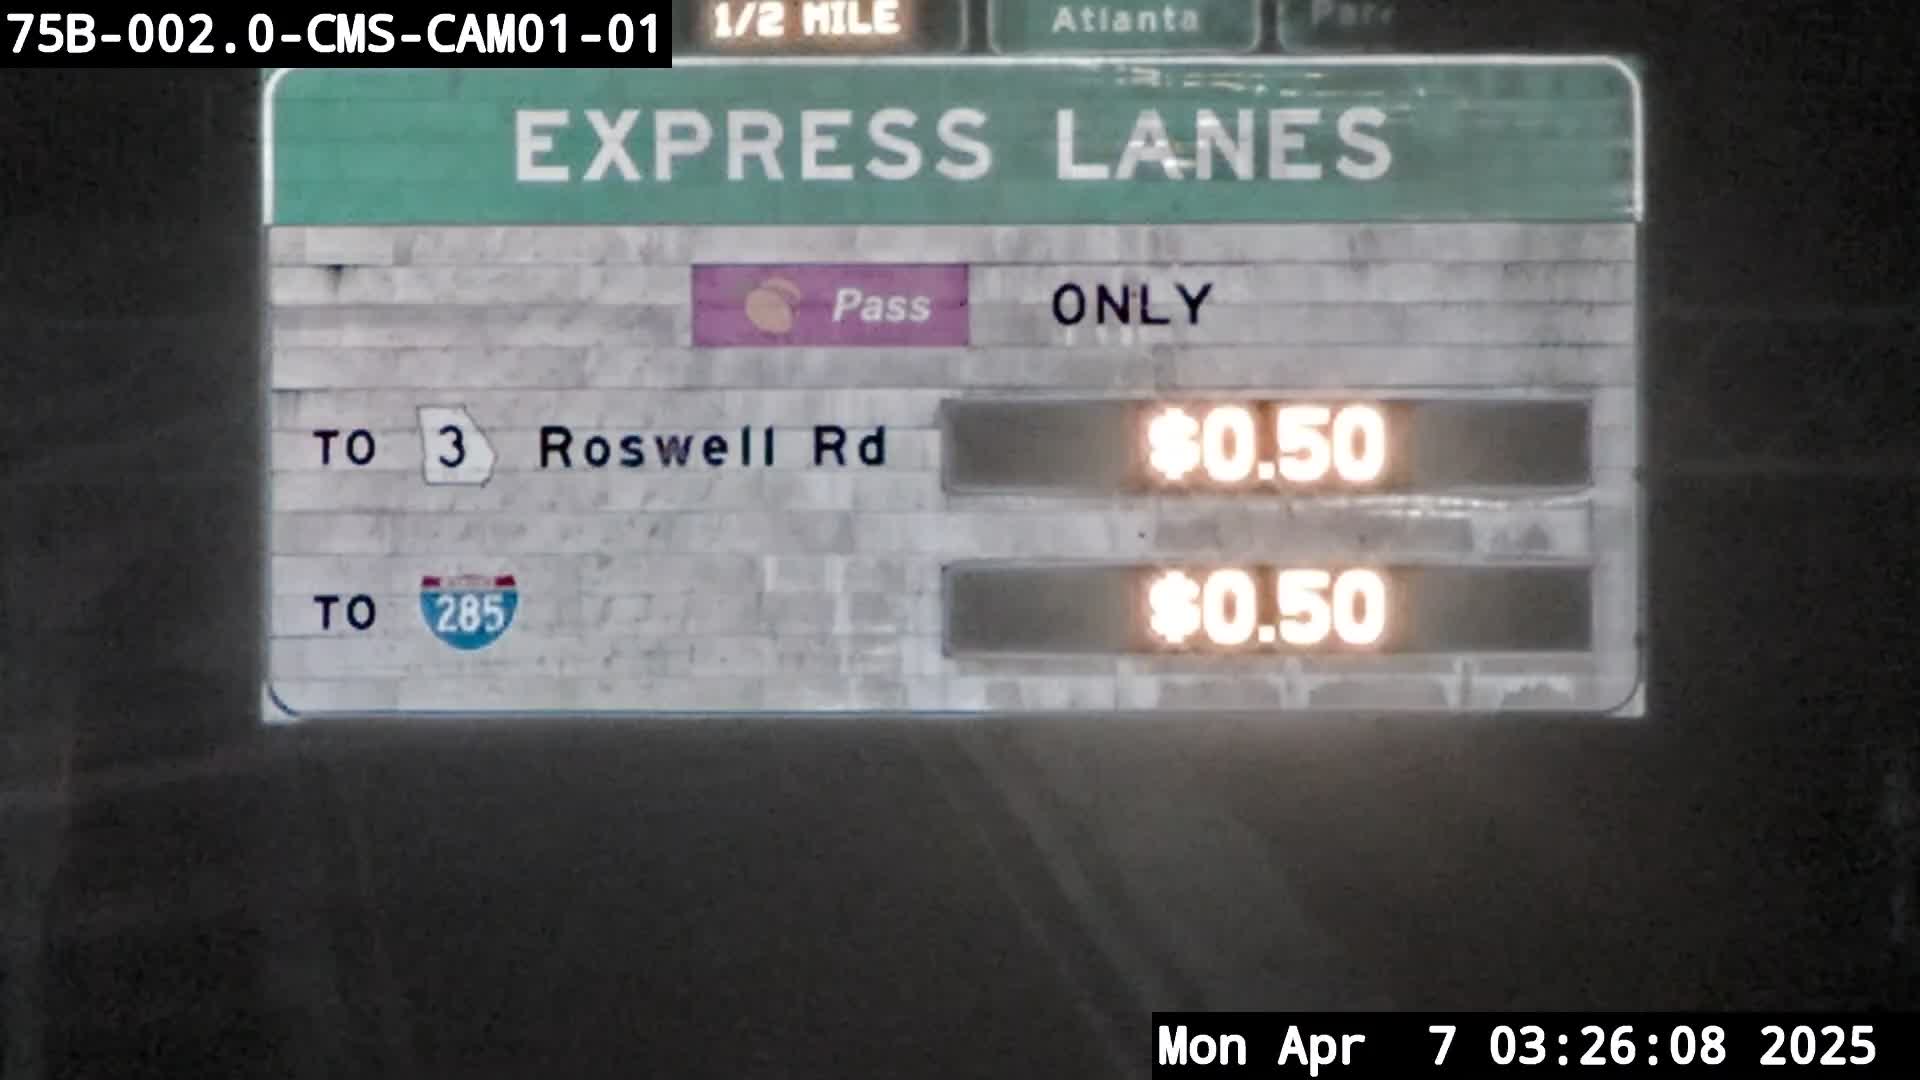 75B-002.0-CMS-CAM01-01
1/2 MILE
Atlanta
EXPRESS LANES
Pass ONLY
TO 3 Roswell Rd $0.50
TO 285 $0.50
Mon Apr 7 03:26:08 2025